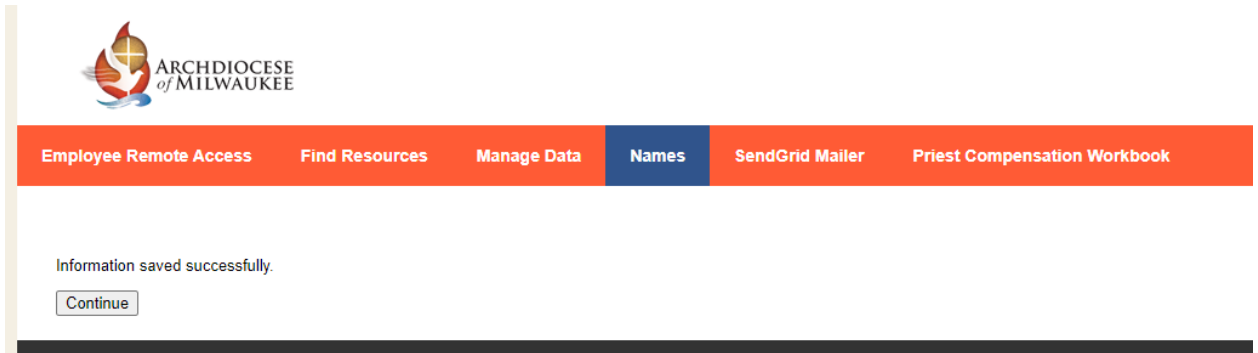 ARCHDIOCESE
of MILWAUKEE
Employee Remote Access Find Resources Manage Data Names SendGrid Mailer Priest Compensation Workbook
Information saved successfully.
Continue